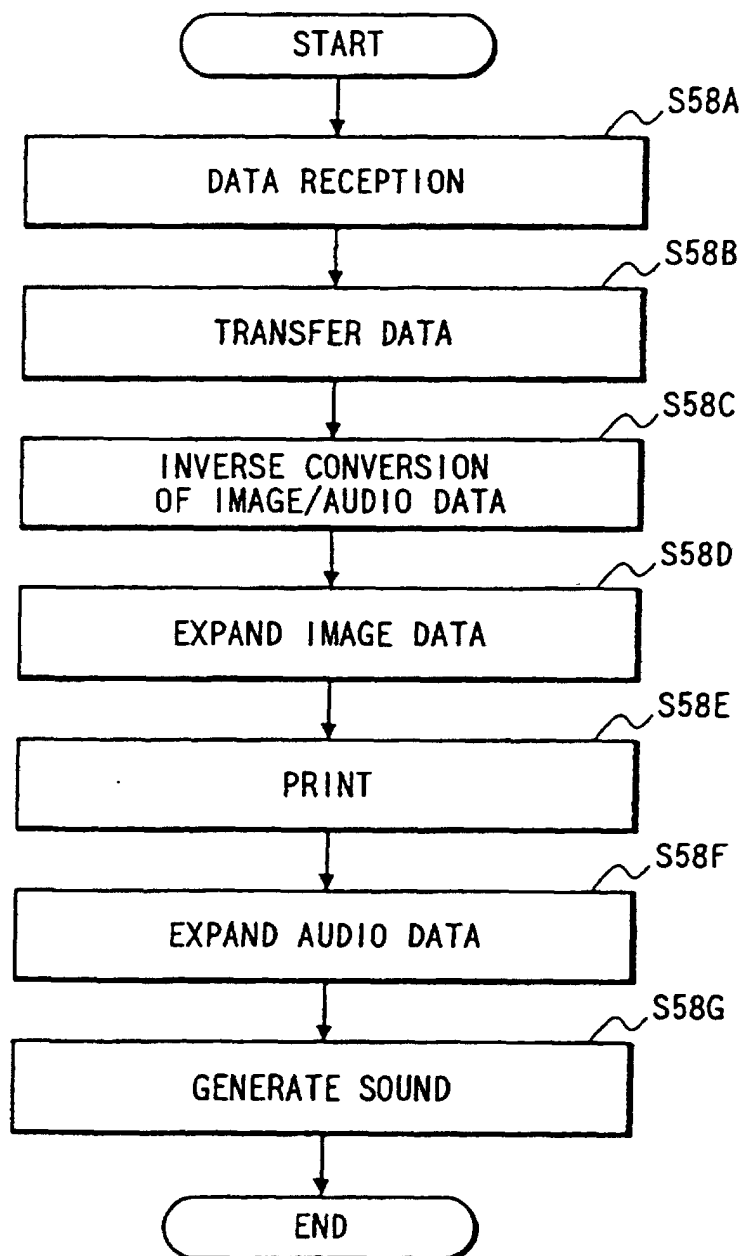 START
S58A
DATA RECEPTION
S58B
TRANSFER DATA
S58C
INVERSE CONVERSION
OF IMAGE/AUDIO DATA
S58D
EXPAND IMAGE DATA
S58E
PRINT
S58F
EXPAND AUDIO DATA
S58G
GENERATE SOUND
END